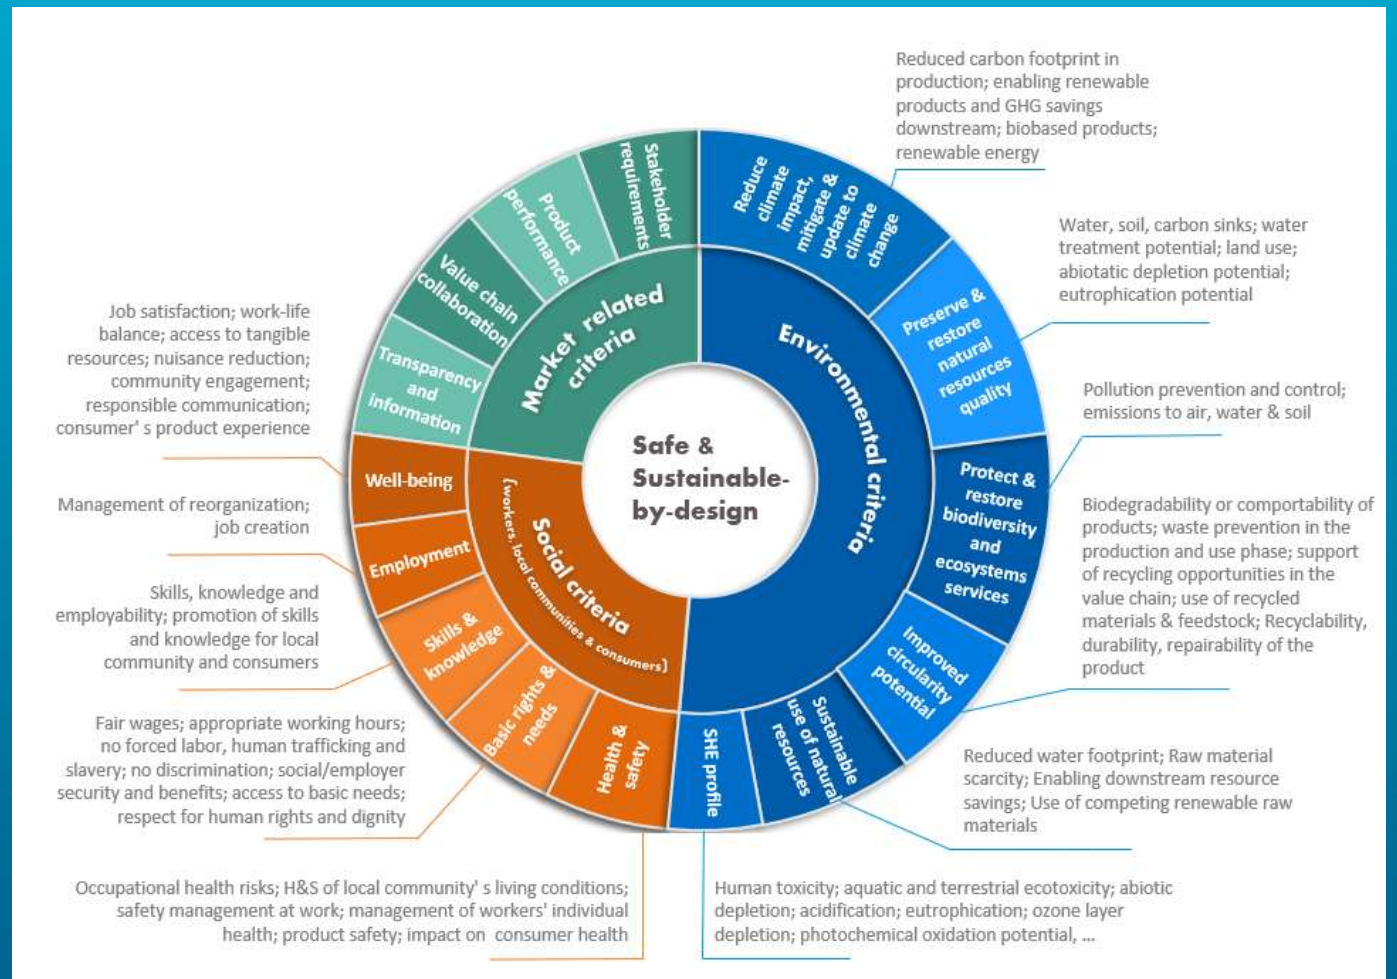 Reduced carbon footprint in
production; enabling renewable
products and GHG savings
downstream; biobased products;
renewable energy
Water, soil, carbon sinks; water
treatment potential; land use;
abiotatic depletion potential;
eutrophication potential
Pollution prevention and control;
emissions to air, water & soil
Biodegradability or comportability of
products; waste prevention in the
production and use phase; support
of recycling opportunities in the
value chain; use of recycled
materials & feedstock; Recyclability,
durability, repairability of the
product
Reduced water footprint; Raw material
scarcity; Enabling downstream resource
savings; Use of competing renewable raw
materials
Human toxicity; aquatic and terrestrial ecotoxicity; abiotic
depletion; acidification; eutrophication; ozone layer
depletion; photochemical oxidation potential, ...
Occupational health risks; H&S of local community' s living conditions;
safety management at work; management of workers' individual
health; product safety; impact on consumer health
Fair wages; appropriate working hours;
no forced labor, human trafficking and
slavery; no discrimination; social/employer
security and benefits; access to basic needs;
respect for human rights and dignity
Skills, knowledge and
employability; promotion of skills
and knowledge for local
community and consumers
Management of reorganization;
job creation
Job satisfaction; work-life
balance; access to tangible
resources; nuisance reduction;
community engagement;
responsible communication;
consumer' s product experience
Reduce
climate
impact,
mitigate &
update to
climate
change
Preserve &
restore
natural
resources
quality
Protect &
restore
biodiversity
and
ecosystems
services
Improved
circularity
potential
Sustainable
use of natural
resources
SHE profile
Health &
safety
Basic rights &
needs
Skills &
knowledge
Employment
Well-being
Transparency
and
information
Value chain
collaboration
Product
performance
Stakeholder
requirements
Market related
criteria
Environmental criteria
Social criteria
{workers, local communities & consumers}
Safe &
Sustainable-
by-design